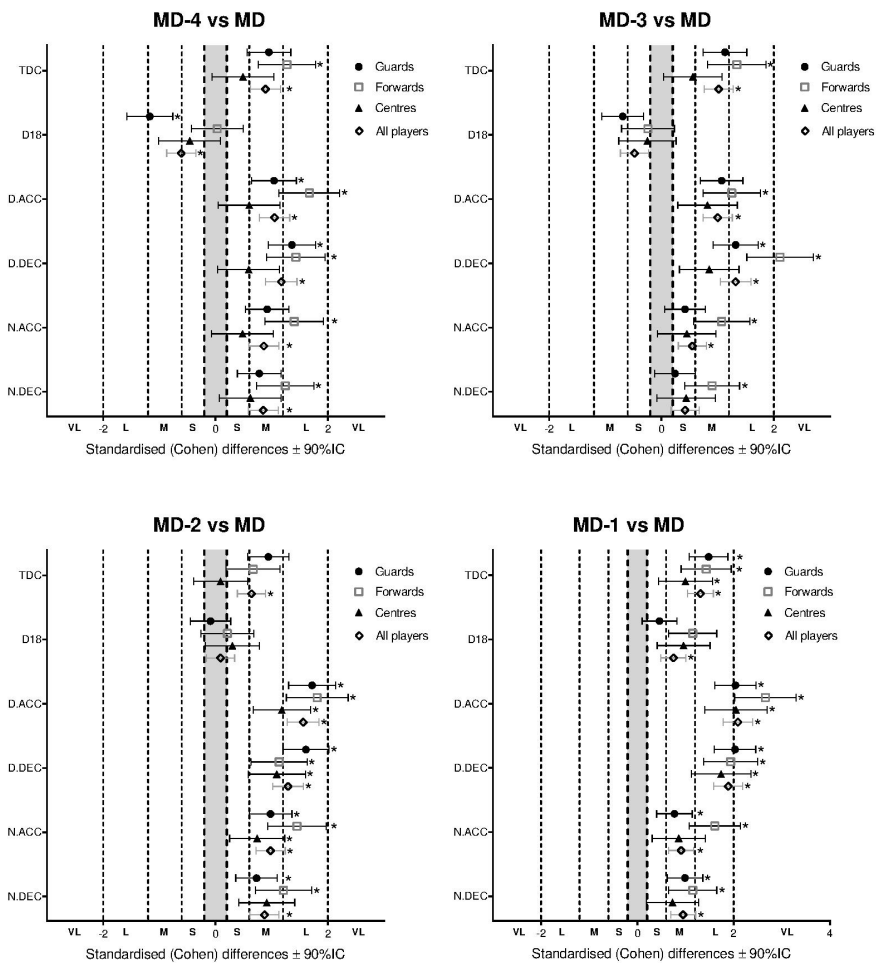 MD-4 vs MD
MD-3 vs MD
TDC
* Guards
* Forwards
Centres
* All players
D18
*
*
D.ACC
*
*
*
D.DEC
*
*
*
N.ACC
*
*
N.DEC
*
*
VL -2 L M S 0 S M L 2 VL
Standardised (Cohen) differences ± 90%IC
TDC
Guards
* Forwards
Centres
* All players
D18
D.ACC
*
*
D.DEC
*
*
*
N.ACC
*
*
N.DEC
*
VL -2 L M S 0 S M L 2 VL
Standardised (Cohen) differences ± 90%IC
MD-2 vs MD
MD-1 vs MD
TDC
Guards
Forwards
Centres
* All players
D18
D.ACC
*
*
*
*
D.DEC
*
*
*
*
N.ACC
*
*
*
*
N.DEC
*
*
*
VL -2 L M S 0 S M L 2 VL
Standardised (Cohen) differences ± 90%IC
TDC
* Guards
* Forwards
* Centres
* All players
D18
*
D.ACC
*
*
*
*
D.DEC
*
*
*
*
N.ACC
*
*
*
N.DEC
*
*
*
VL -2 L M S 0 S M L 2 VL 4
Standardised (Cohen) differences ± 90%IC